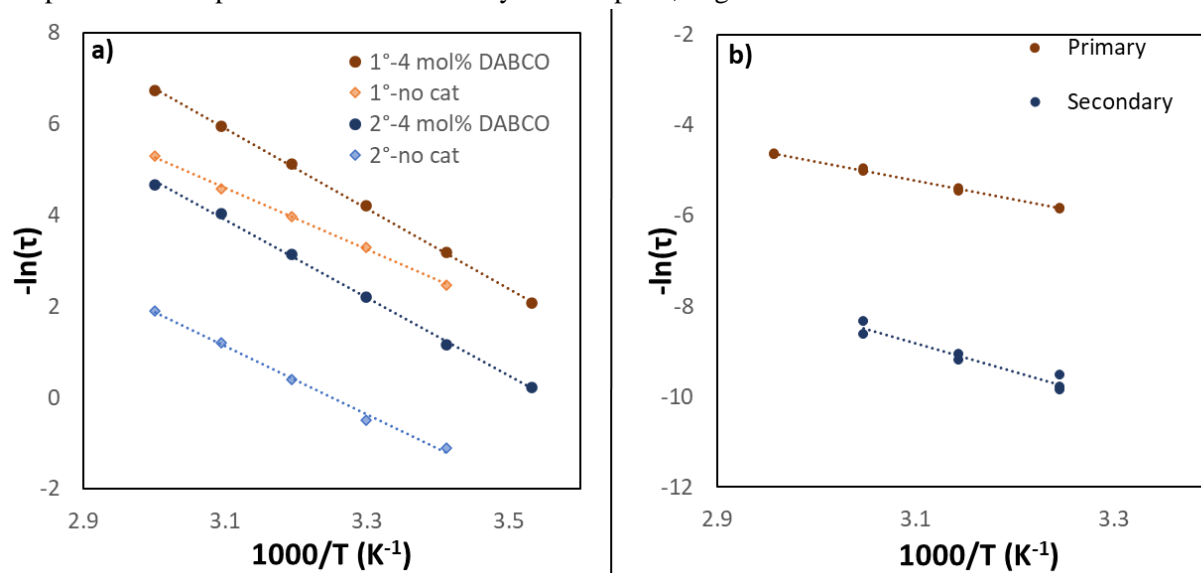 a)
8
6
4
2
0
-2
-ln(τ)
1°-4 mol% DABCO
1°-no cat
2°-4 mol% DABCO
2°-no cat
2.9
3.1
3.3
3.5
1000/T (K⁻¹)
b)
-2
-4
-6
-8
-10
-12
-ln(τ)
Primary
Secondary
2.9
3.1
3.3
1000/T (K⁻¹)